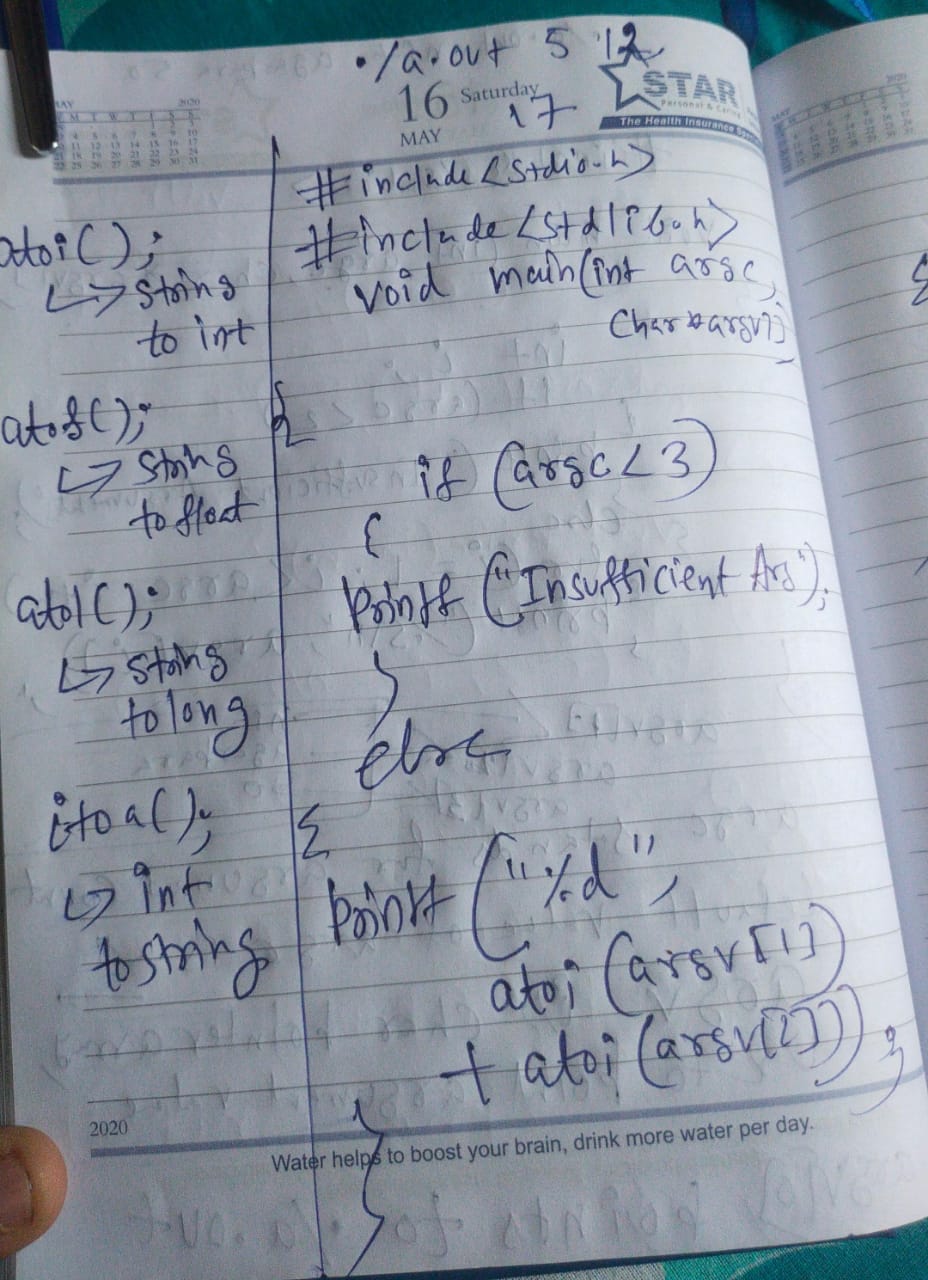 ./a.out 5 12
16 Saturday
17
MAY
STAR
Personal & Caring
The Health Insurance
MAY 2020
atoi();
↳ string
to int
atof();
↳ string
to float
atol();
↳ string
to long
itoa();
↳ int
to string
#include <stdio.h>
#include <stdlib.h>
void main(int argc,
char *argv[])
{
if (argc < 3)
{
printf ("Insufficient Arg");
}
else
{
printf ("%d",
atoi (argv[1])
+ atoi (argv[2]));
}
}
2020
Water helps to boost your brain, drink more water per day.